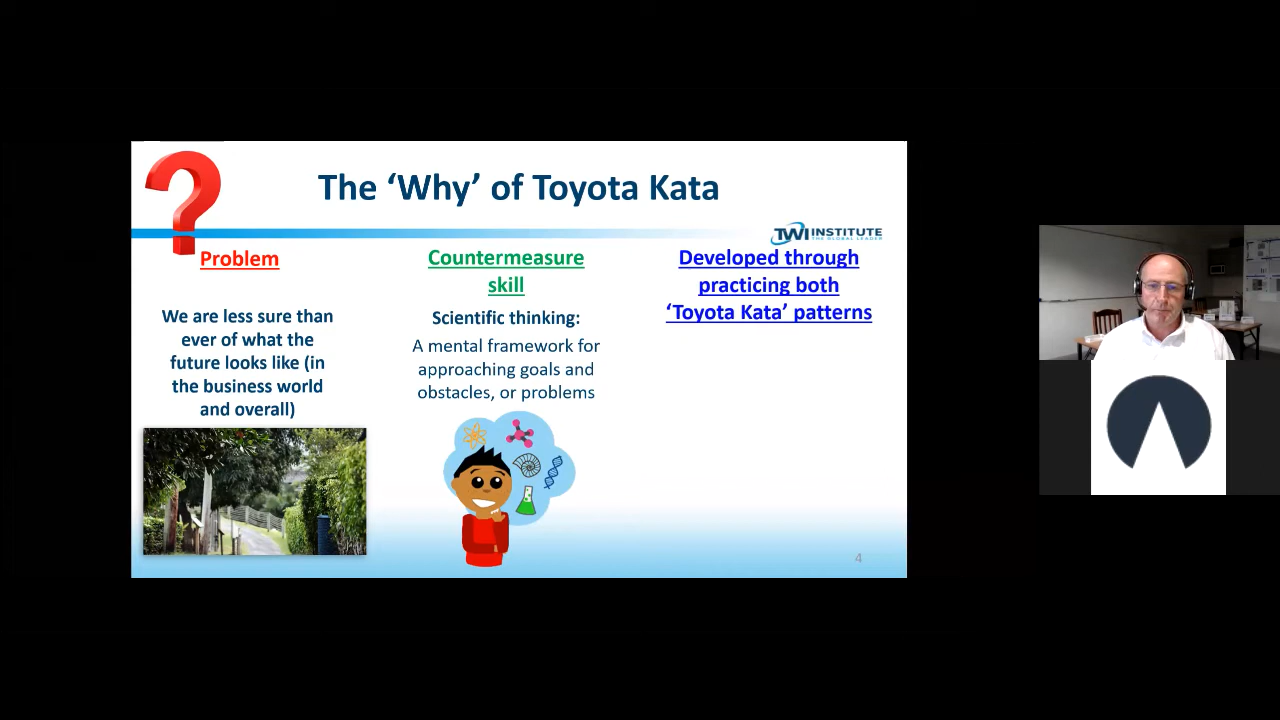 The ‘Why’ of Toyota Kata
TWI INSTITUTE
THE GLOBAL LEADER
Problem
We are less sure than
ever of what the
future looks like (in
the business world
and overall)
Countermeasure
skill
Scientific thinking:
A mental framework for
approaching goals and
obstacles, or problems
Developed through
practicing both
‘Toyota Kata’ patterns
4